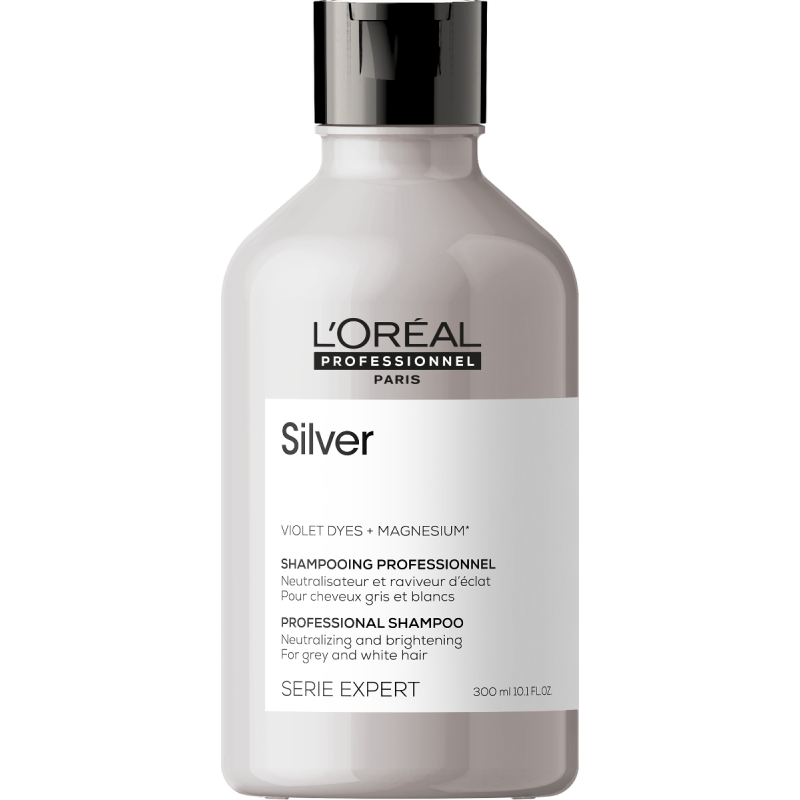 L'ORÉAL
PROFESSIONNEL
PARIS
Silver
VIOLET DYES + MAGNESIUM*
SHAMPOOING PROFESSIONNEL
Neutralisateur et raviveur d'éclat
Pour cheveux gris et blancs
PROFESSIONAL SHAMPOO
Neutralizing and brightening
For grey and white hair
SERIE EXPERT
300 ml 10.1 FL.OZ.